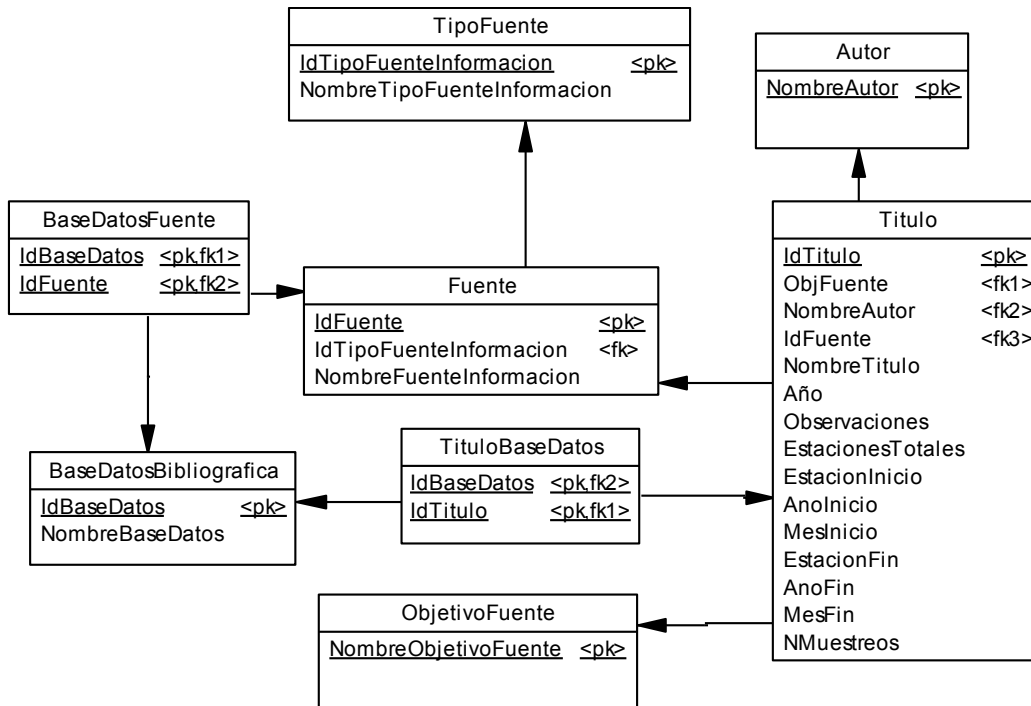 TipoFuente
IdTipoFuenteInformacion <pk>
NombreTipoFuenteInformacion
Autor
NombreAutor <pk>
BaseDatosFuente
IdBaseDatos <pk,fk1>
IdFuente <pk,fk2>
Fuente
IdFuente <pk>
IdTipoFuenteInformacion <fk>
NombreFuenteInformacion
Titulo
IdTitulo <pk>
ObjFuente <fk1>
NombreAutor <fk2>
IdFuente <fk3>
NombreTitulo
Año
Observaciones
EstacionesTotales
EstacionInicio
AnoInicio
MesInicio
EstacionFin
AnoFin
MesFin
NMuestreos
BaseDatosBibliografica
IdBaseDatos <pk>
NombreBaseDatos
TituloBaseDatos
IdBaseDatos <pk,fk2>
IdTitulo <pk,fk1>
ObjetivoFuente
NombreObjetivoFuente <pk>